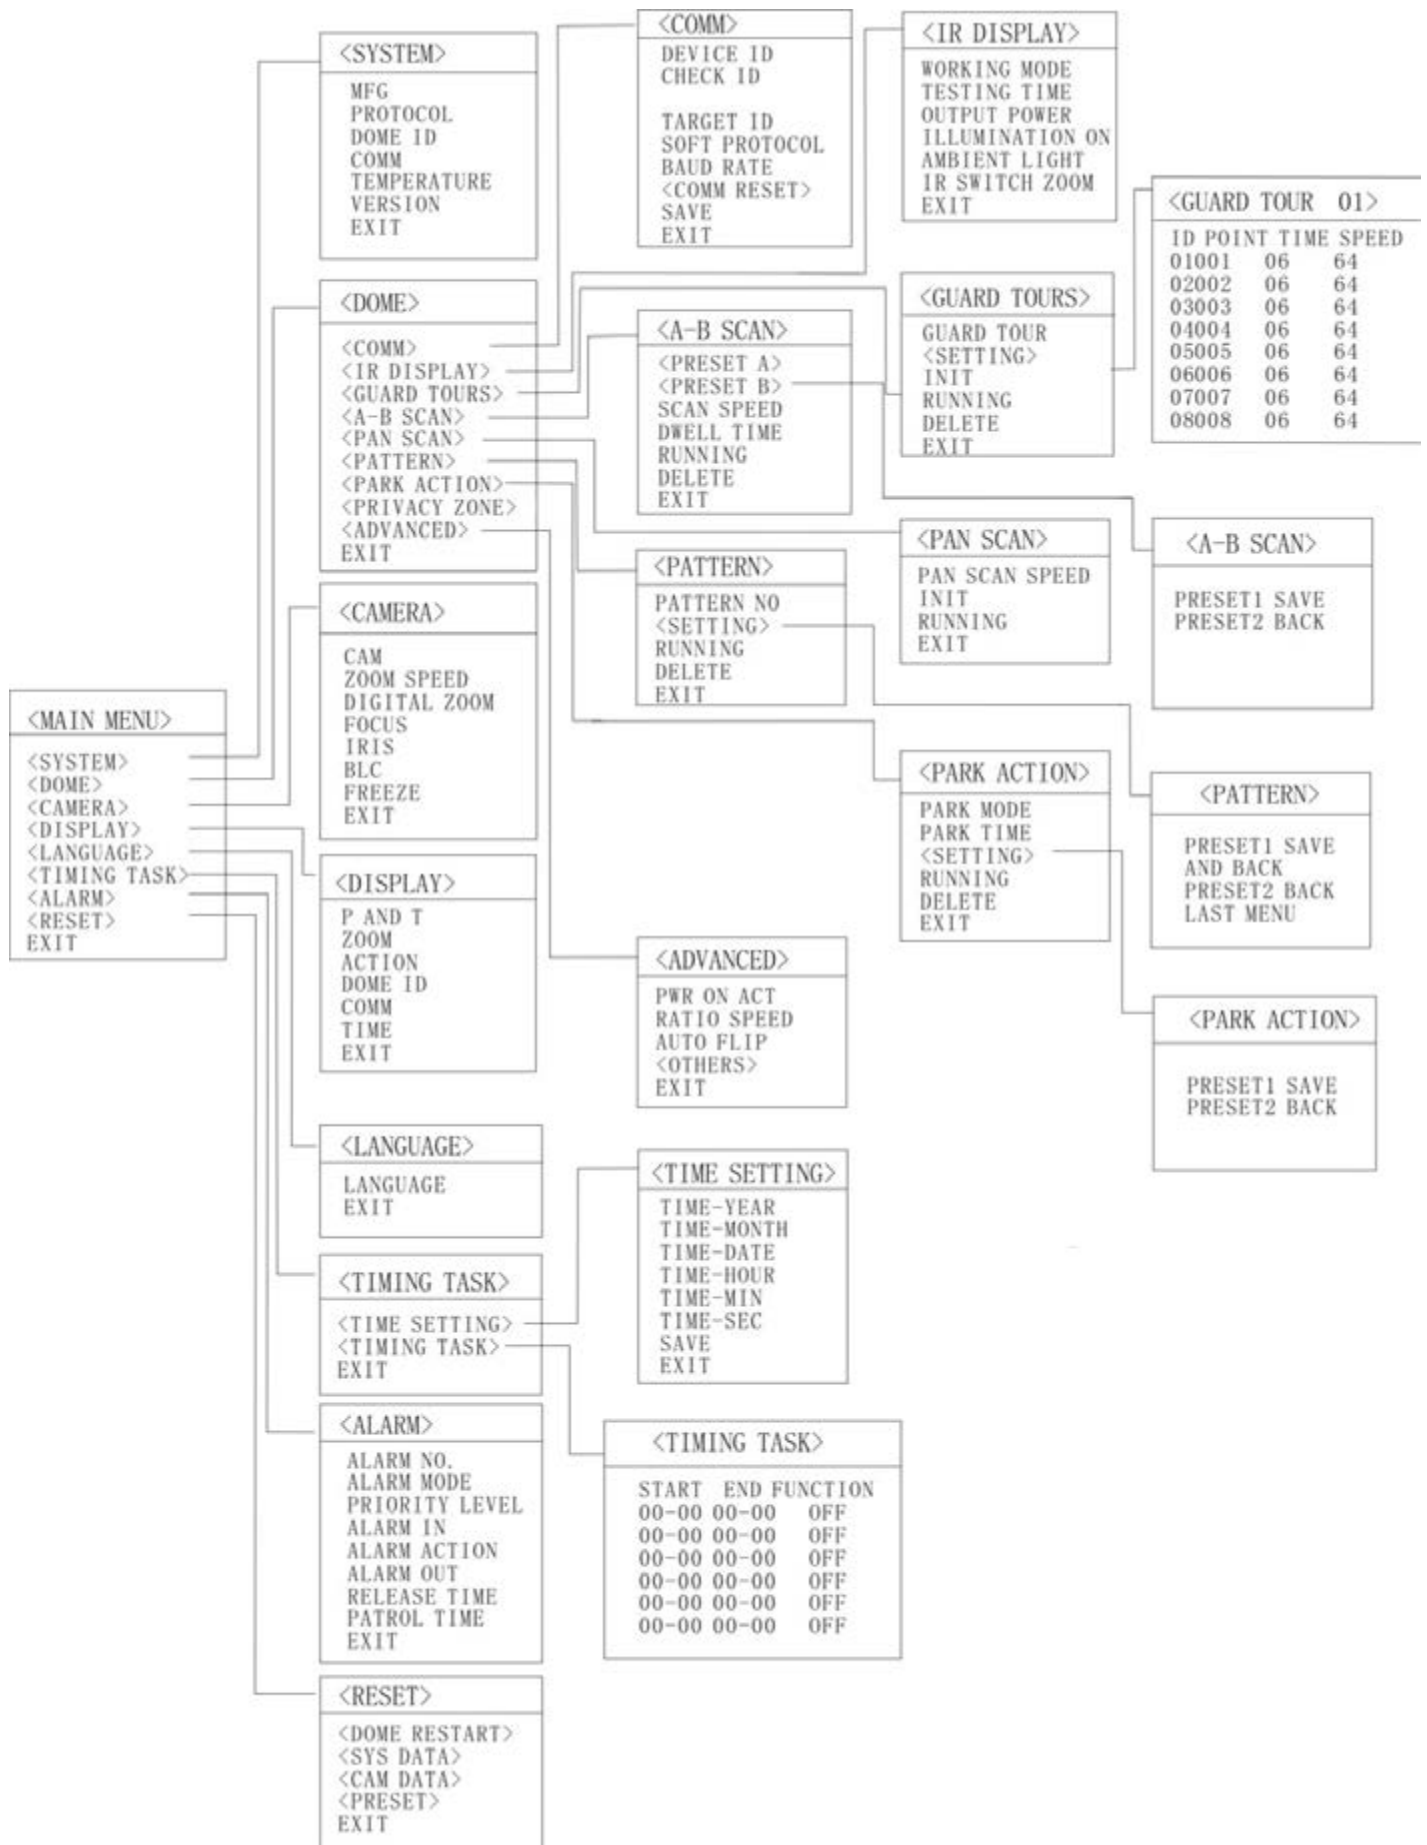 <MAIN MENU>
<SYSTEM>
<DOME>
<CAMERA>
<DISPLAY>
<LANGUAGE>
<TIMING TASK>
<ALARM>
<RESET>
EXIT
<SYSTEM>
MFG
PROTOCOL
DOME ID
COMM
TEMPERATURE
VERSION
EXIT
<DOME>
<COMM>
<IR DISPLAY>
<GUARD TOURS>
<A-B SCAN>
<PAN SCAN>
<PATTERN>
<PARK ACTION>
<PRIVACY ZONE>
<ADVANCED>
EXIT
<CAMERA>
CAM
ZOOM SPEED
DIGITAL ZOOM
FOCUS
IRIS
BLC
FREEZE
EXIT
<DISPLAY>
P AND T
ZOOM
ACTION
DOME ID
COMM
TIME
EXIT
<LANGUAGE>
LANGUAGE
EXIT
<TIMING TASK>
<TIME SETTING>
<TIMING TASK>
EXIT
<ALARM>
ALARM NO.
ALARM MODE
PRIORITY LEVEL
ALARM IN
ALARM ACTION
ALARM OUT
RELEASE TIME
PATROL TIME
EXIT
<RESET>
<DOME RESTART>
<SYS DATA>
<CAM DATA>
<PRESET>
EXIT
<COMM>
DEVICE ID
CHECK ID
TARGET ID
SOFT PROTOCOL
BAUD RATE
<COMM RESET>
SAVE
EXIT
<A-B SCAN>
<PRESET A>
<PRESET B>
SCAN SPEED
DWELL TIME
RUNNING
DELETE
EXIT
<PATTERN>
PATTERN NO
<SETTING>
RUNNING
DELETE
EXIT
<ADVANCED>
PWR ON ACT
RATIO SPEED
AUTO FLIP
<OTHERS>
EXIT
<TIME SETTING>
TIME-YEAR
TIME-MONTH
TIME-DATE
TIME-HOUR
TIME-MIN
TIME-SEC
SAVE
EXIT
<TIMING TASK>
START END FUNCTION
00-00 00-00 OFF
00-00 00-00 OFF
00-00 00-00 OFF
00-00 00-00 OFF
00-00 00-00 OFF
00-00 00-00 OFF
<IR DISPLAY>
WORKING MODE
TESTING TIME
OUTPUT POWER
ILLUMINATION ON
AMBIENT LIGHT
IR SWITCH ZOOM
EXIT
<GUARD TOURS>
GUARD TOUR
<SETTING>
INIT
RUNNING
DELETE
EXIT
<PAN SCAN>
PAN SCAN SPEED
INIT
RUNNING
EXIT
<PARK ACTION>
PARK MODE
PARK TIME
<SETTING>
RUNNING
DELETE
EXIT
<GUARD TOUR 01>
ID POINT TIME SPEED
01001 06 64
02002 06 64
03003 06 64
04004 06 64
05005 06 64
06006 06 64
07007 06 64
08008 06 64
<A-B SCAN>
PRESET1 SAVE
PRESET2 BACK
<PATTERN>
PRESET1 SAVE
AND BACK
PRESET2 BACK
LAST MENU
<PARK ACTION>
PRESET1 SAVE
PRESET2 BACK